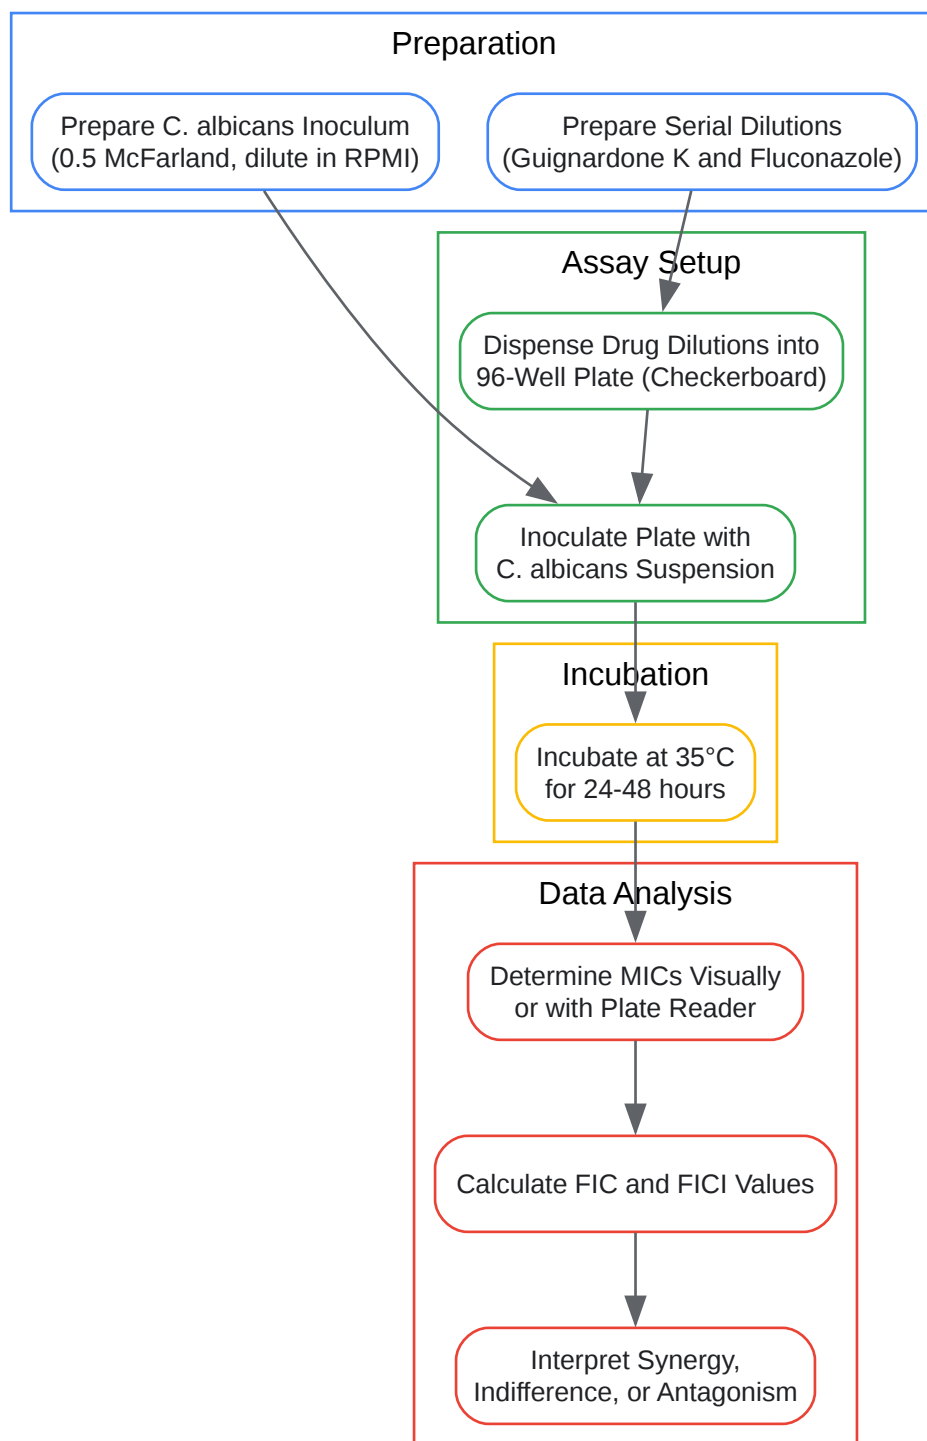 Preparation
Prepare C. albicans Inoculum
(0.5 McFarland, dilute in RPMI)
Prepare Serial Dilutions
(Guignardone K and Fluconazole)
Assay Setup
Dispense Drug Dilutions into
96-Well Plate (Checkerboard)
Inoculate Plate with
C. albicans Suspension
Incubation
Incubate at 35°C
for 24-48 hours
Data Analysis
Determine MICs Visually
or with Plate Reader
Calculate FIC and FICI Values
Interpret Synergy,
Indifference, or Antagonism